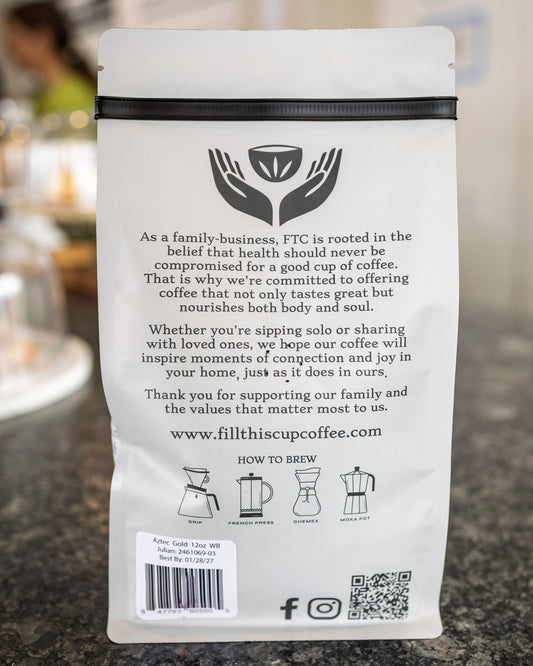 As a family-business, FTC is rooted in the
belief that health should never be
compromised for a good cup of coffee.
That is why we're committed to offering
coffee that not only tastes great but
nourishes both body and soul.
Whether you're sipping solo or sharing
with loved ones, we hope our coffee will
inspire moments of connection and joy in
your home, just as it does in ours.
Thank you for supporting our family and
the values that matter most to us.
www.fillthiscupcoffee.com
HOW TO BREW
DRIP FRENCH PRESS CHEMEX MOKA POT
Aztec Gold 12oz WB
Julian: 2461069-03
Best By: 01/28/27
8 47790 00500 5